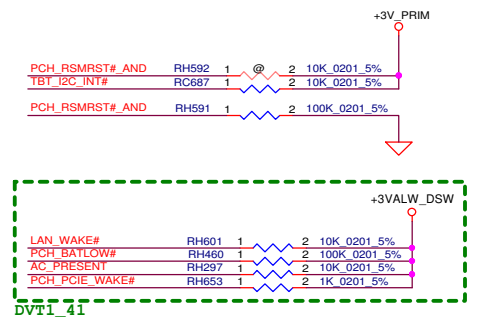 +3V_PRIM
PCH_RSMRST#_AND RH592 1 @ 2 10K_0201_5%
TBT_I2C_INT# RC687 1 2 10K_0201_5%
PCH_RSMRST#_AND RH591 1 2 100K_0201_5%
+3VALW_DSW
LAN_WAKE# RH601 1 2 10K_0201_5%
PCH_BATLOW# RH460 1 2 100K_0201_5%
AC_PRESENT RH297 1 2 10K_0201_5%
PCH_PCIE_WAKE# RH653 1 2 1K_0201_5%
DVT1_41